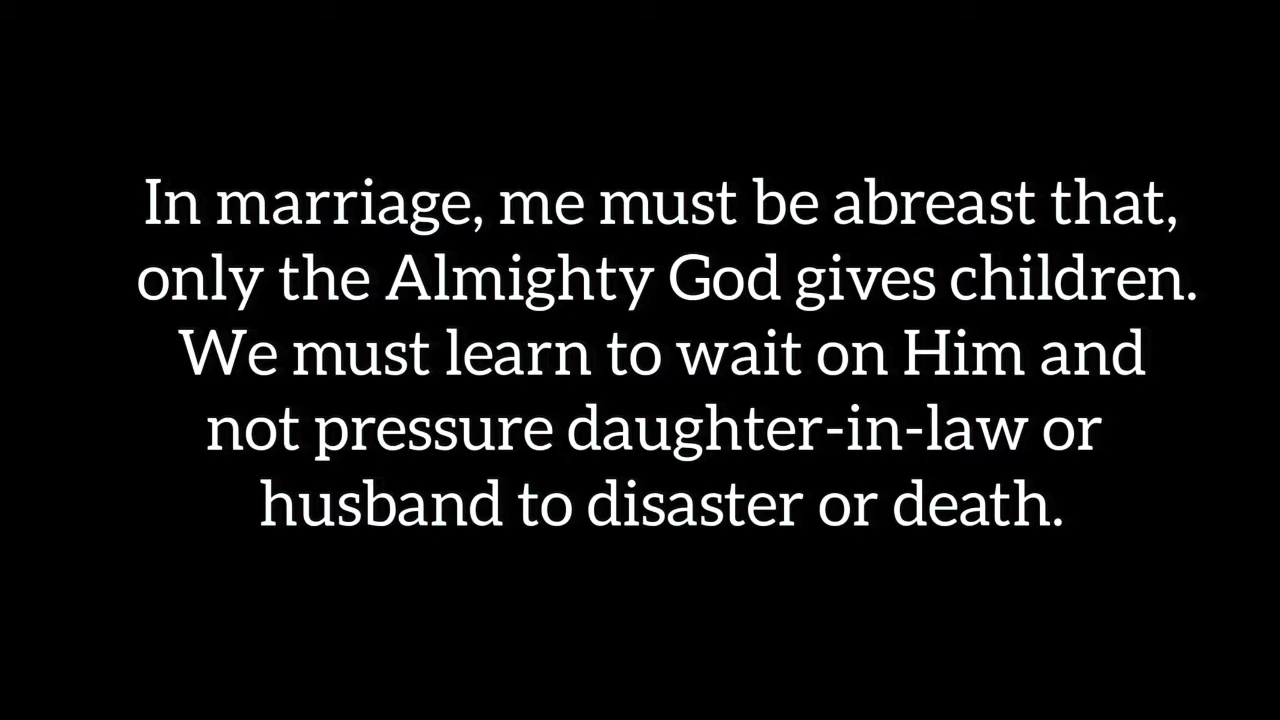 In marriage, me must be abreast that,
only the Almighty God gives children.
We must learn to wait on Him and
not pressure daughter-in-law or
husband to disaster or death.